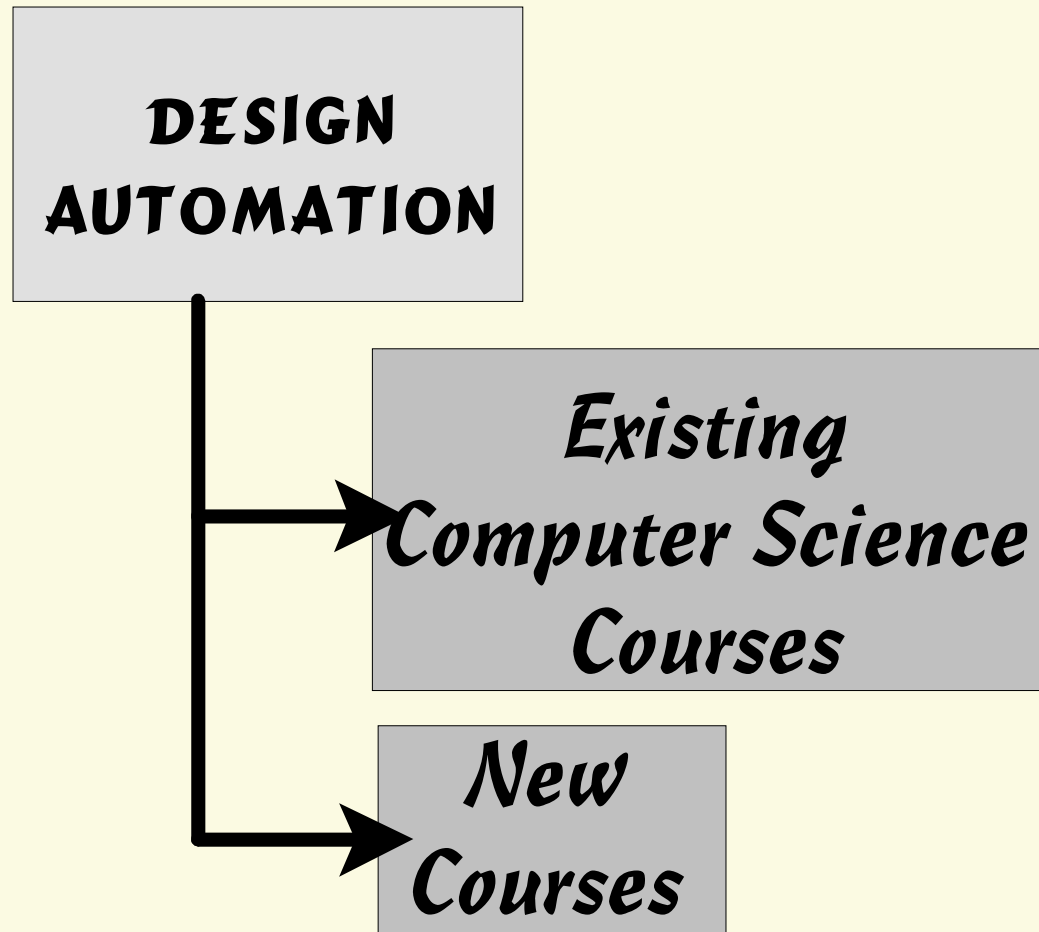 DESIGN
AUTOMATION
Existing
Computer Science
Courses
New
Courses